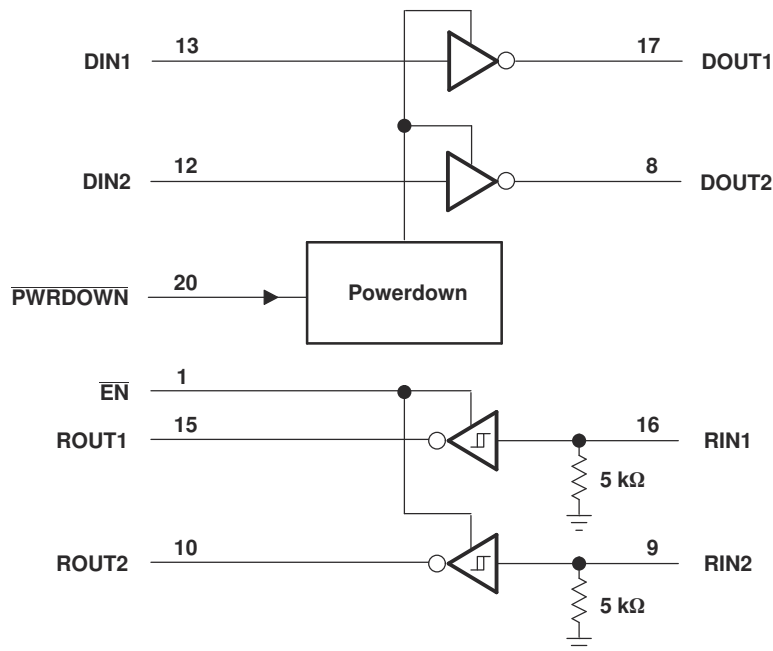 DIN1 13 17 DOUT1
DIN2 12 8 DOUT2
PWRDOWN 20 Powerdown
EN 1
ROUT1 15 16 RIN1
5 kΩ
ROUT2 10 9 RIN2
5 kΩ